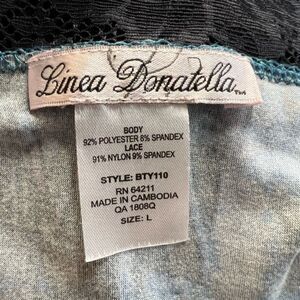 Linea Donatella
BODY
92% POLYESTER 8% SPANDEX
LACE
91% NYLON 9% SPANDEX
STYLE: BTY110
RN 64211
MADE IN CAMBODIA
QA 1808Q
SIZE: L